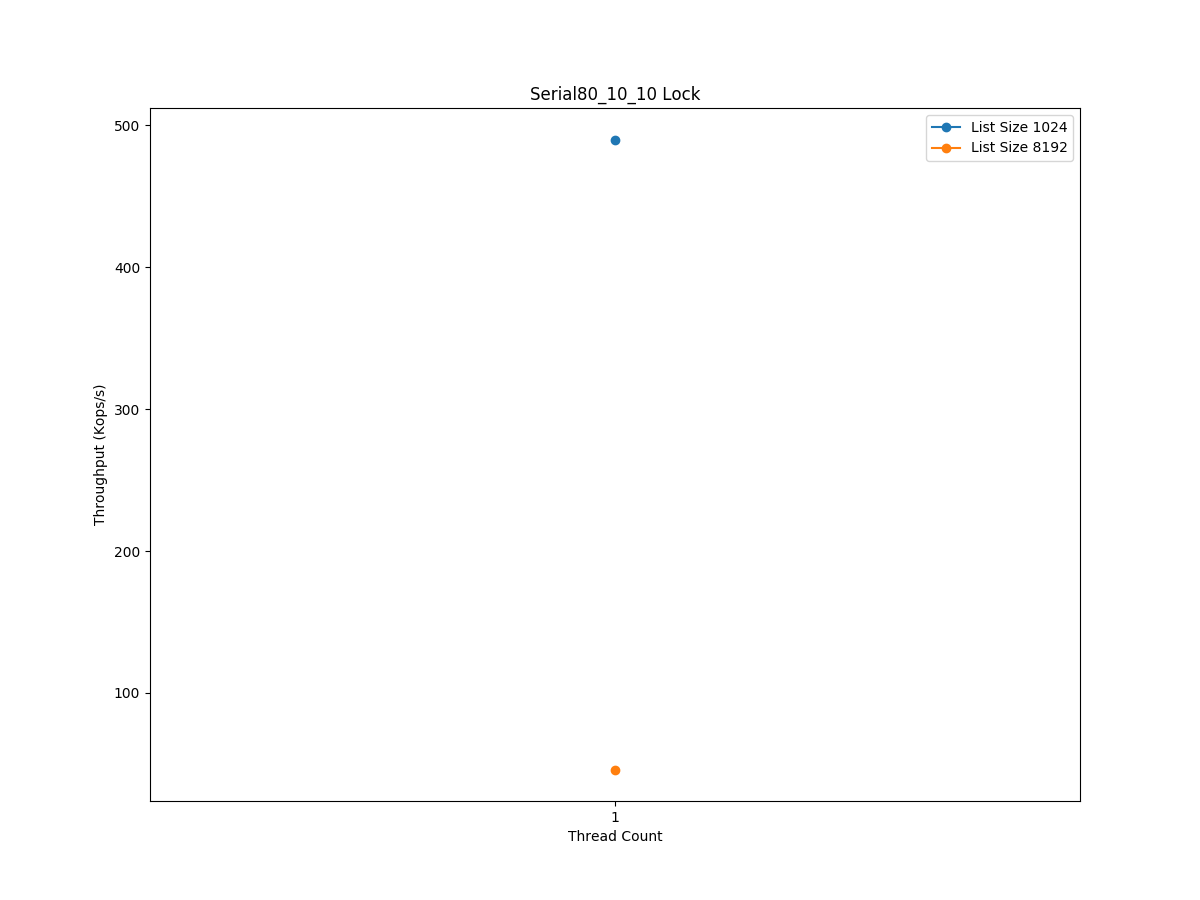 Serial80_10_10 Lock
List Size 1024
List Size 8192
500
400
300
200
100
Throughput (Kops/s)
1
Thread Count